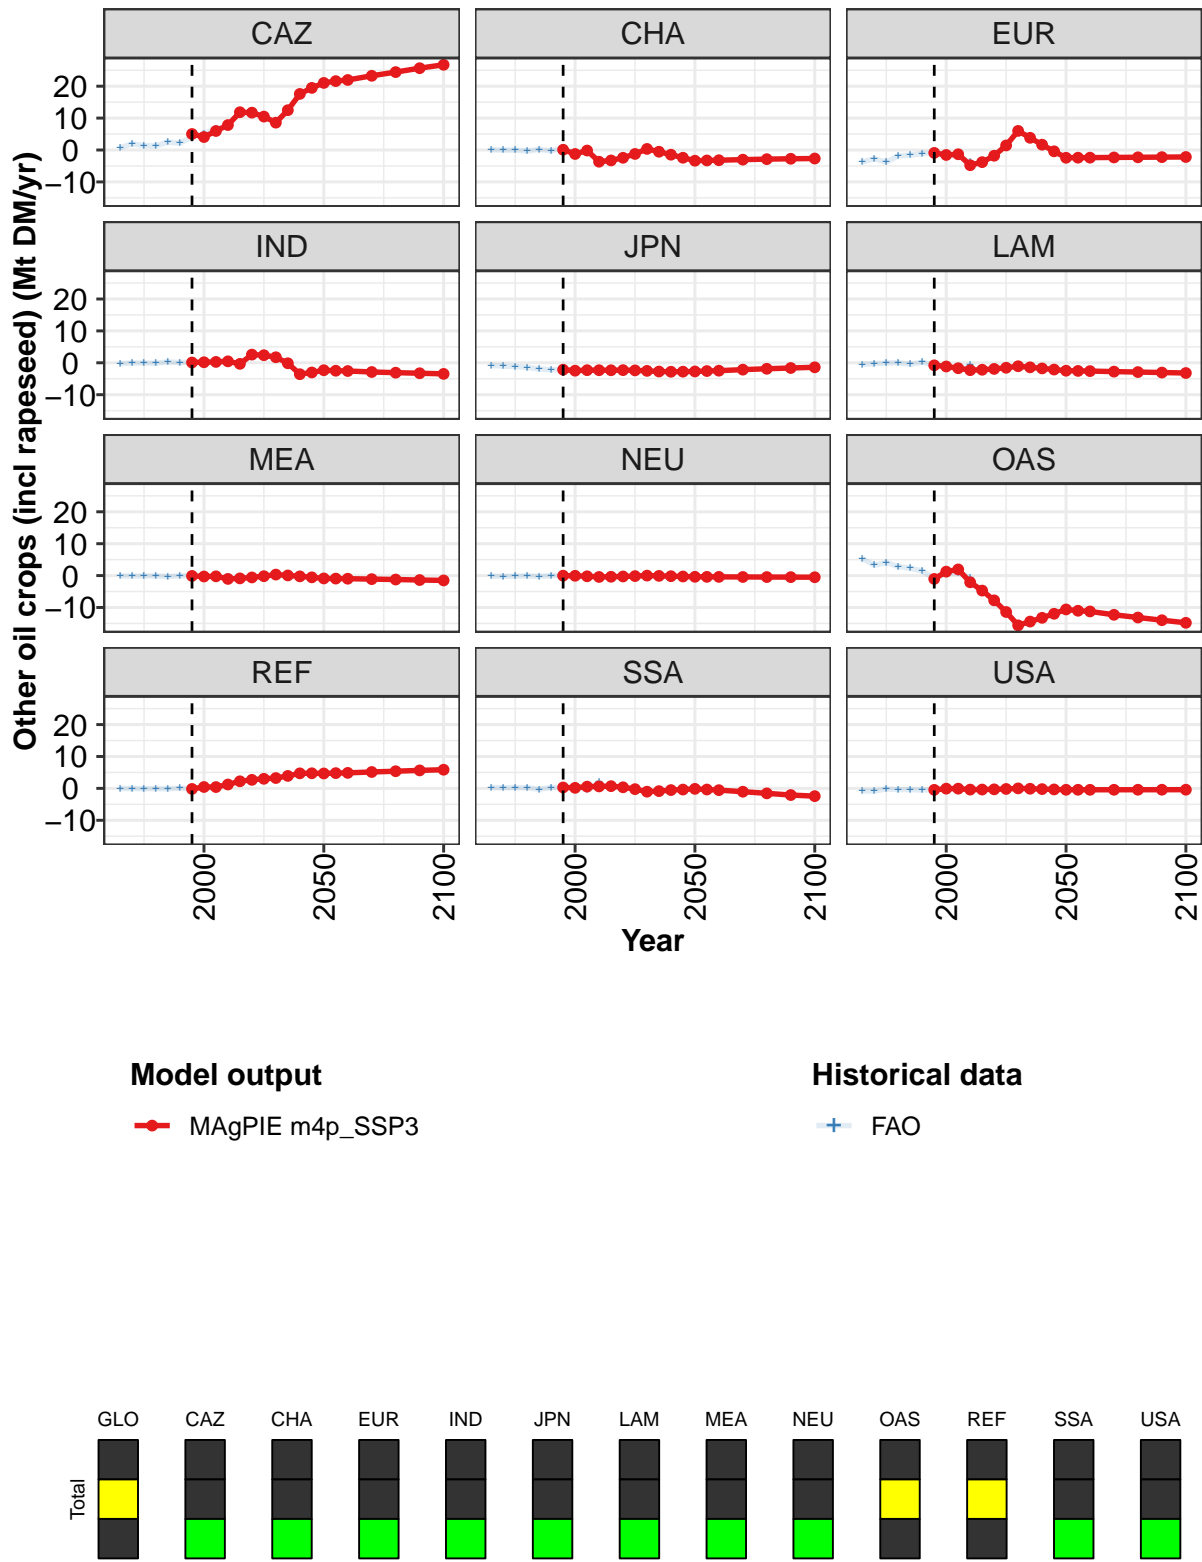 CAZ CHA EUR
20
10
0
−10
IND JPN LAM
20
10
0
−10
MEA NEU OAS
20
10
0
−10
REF SSA USA
20
10
0
−10
Other oil crops (incl rapeseed) (Mt DM/yr)
2000 2050 2100 2000 2050 2100 2000 2050 2100
Year
Model output
MAgPIE m4p_SSP3
Historical data
FAO
GLO CAZ CHA EUR IND JPN LAM MEA NEU OAS REF SSA USA
Total